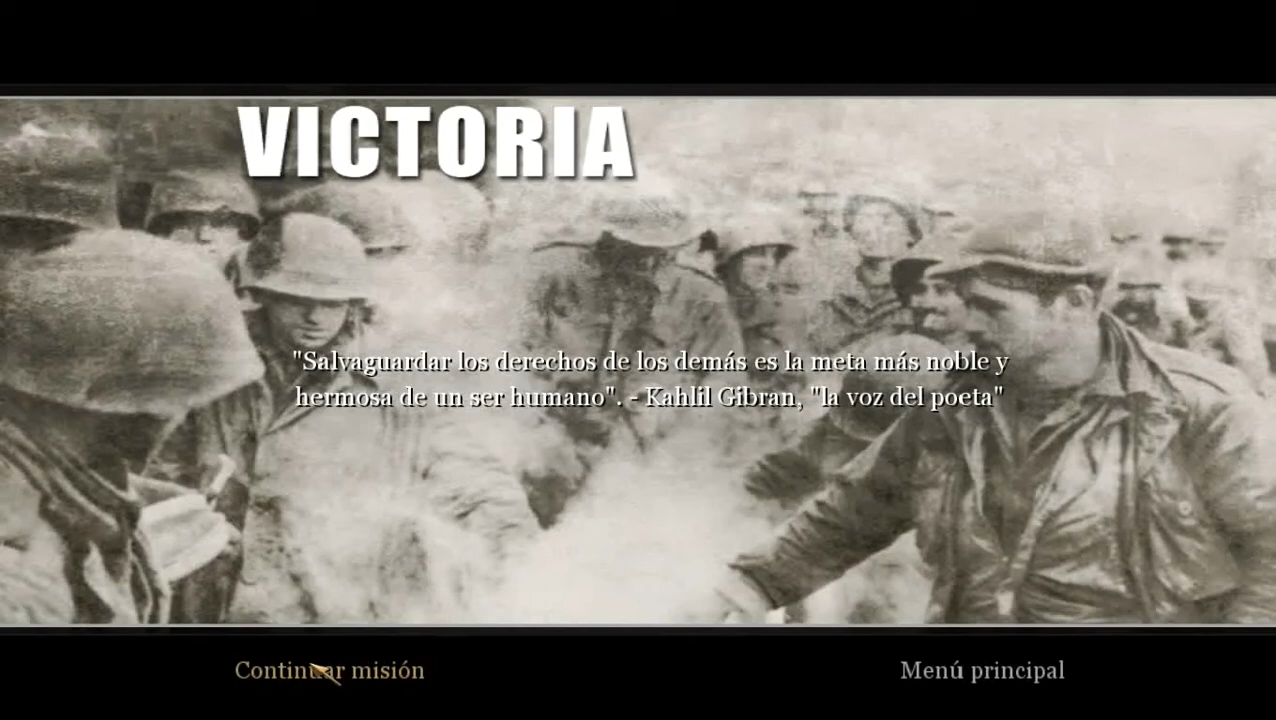 VICTORIA
"Salvaguardar los derechos de los demás es la meta más noble y
hermosa de un ser humano". - Kahlil Gibran, "la voz del poeta"
Continuar misión
Menú principal